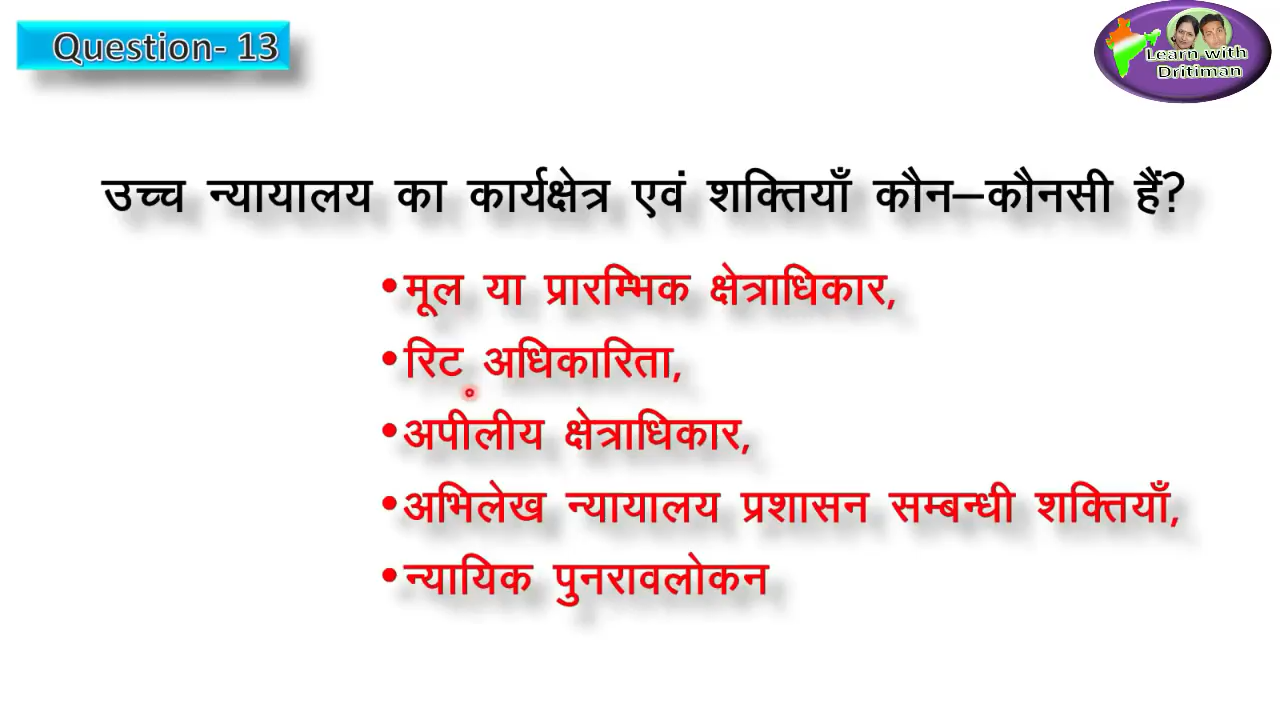 Question- 13
Learn with
Dritiman
उच्च न्यायालय का कार्यक्षेत्र एवं शक्तियाँ कौन–कौनसी हैं?
•मूल या प्रारम्भिक क्षेत्राधिकार,
•रिट अधिकारिता,
•अपीलीय क्षेत्राधिकार,
•अभिलेख न्यायालय प्रशासन सम्बन्धी शक्तियाँ,
•न्यायिक पुनरावलोकन